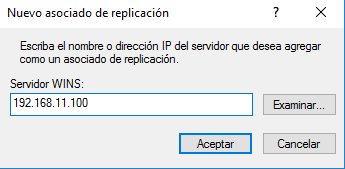 Nuevo asociado de replicación
Escriba el nombre o dirección IP del servidor que desea agregar
como un asociado de replicación.
Servidor WINS:
192.168.11.100
Examinar...
Aceptar
Cancelar